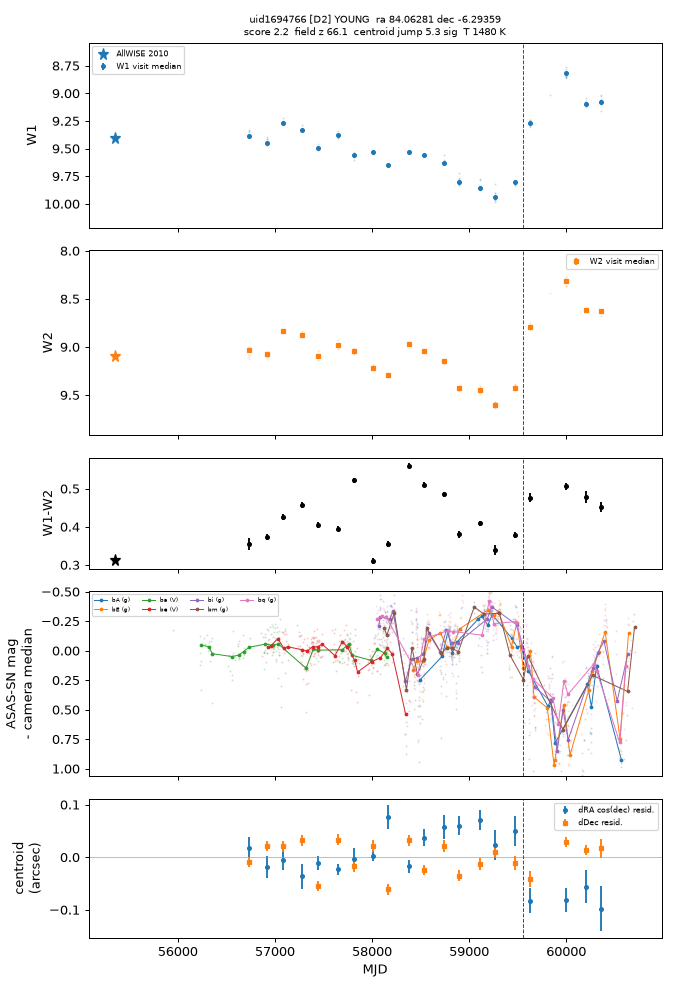 uid1694766 [D2] YOUNG ra 84.06281 dec -6.29359
score 2.2 field z 66.1 centroid jump 5.3 sig T 1480 K
AllWISE 2010
W1 visit median
8.75
9.00
9.25
9.50
9.75
10.00
W1
W2 visit median
8.0
8.5
9.0
9.5
W2
0.5
0.4
0.3
W1-W2
bA (g)
bE (g)
ba (V)
be (V)
bi (g)
bm (g)
bq (g)
−0.50
−0.25
0.00
0.25
0.50
0.75
1.00
ASAS-SN mag
- camera median
dRA cos(dec) resid.
dDec resid.
0.1
0.0
−0.1
centroid
(arcsec)
56000
57000
58000
59000
60000
MJD